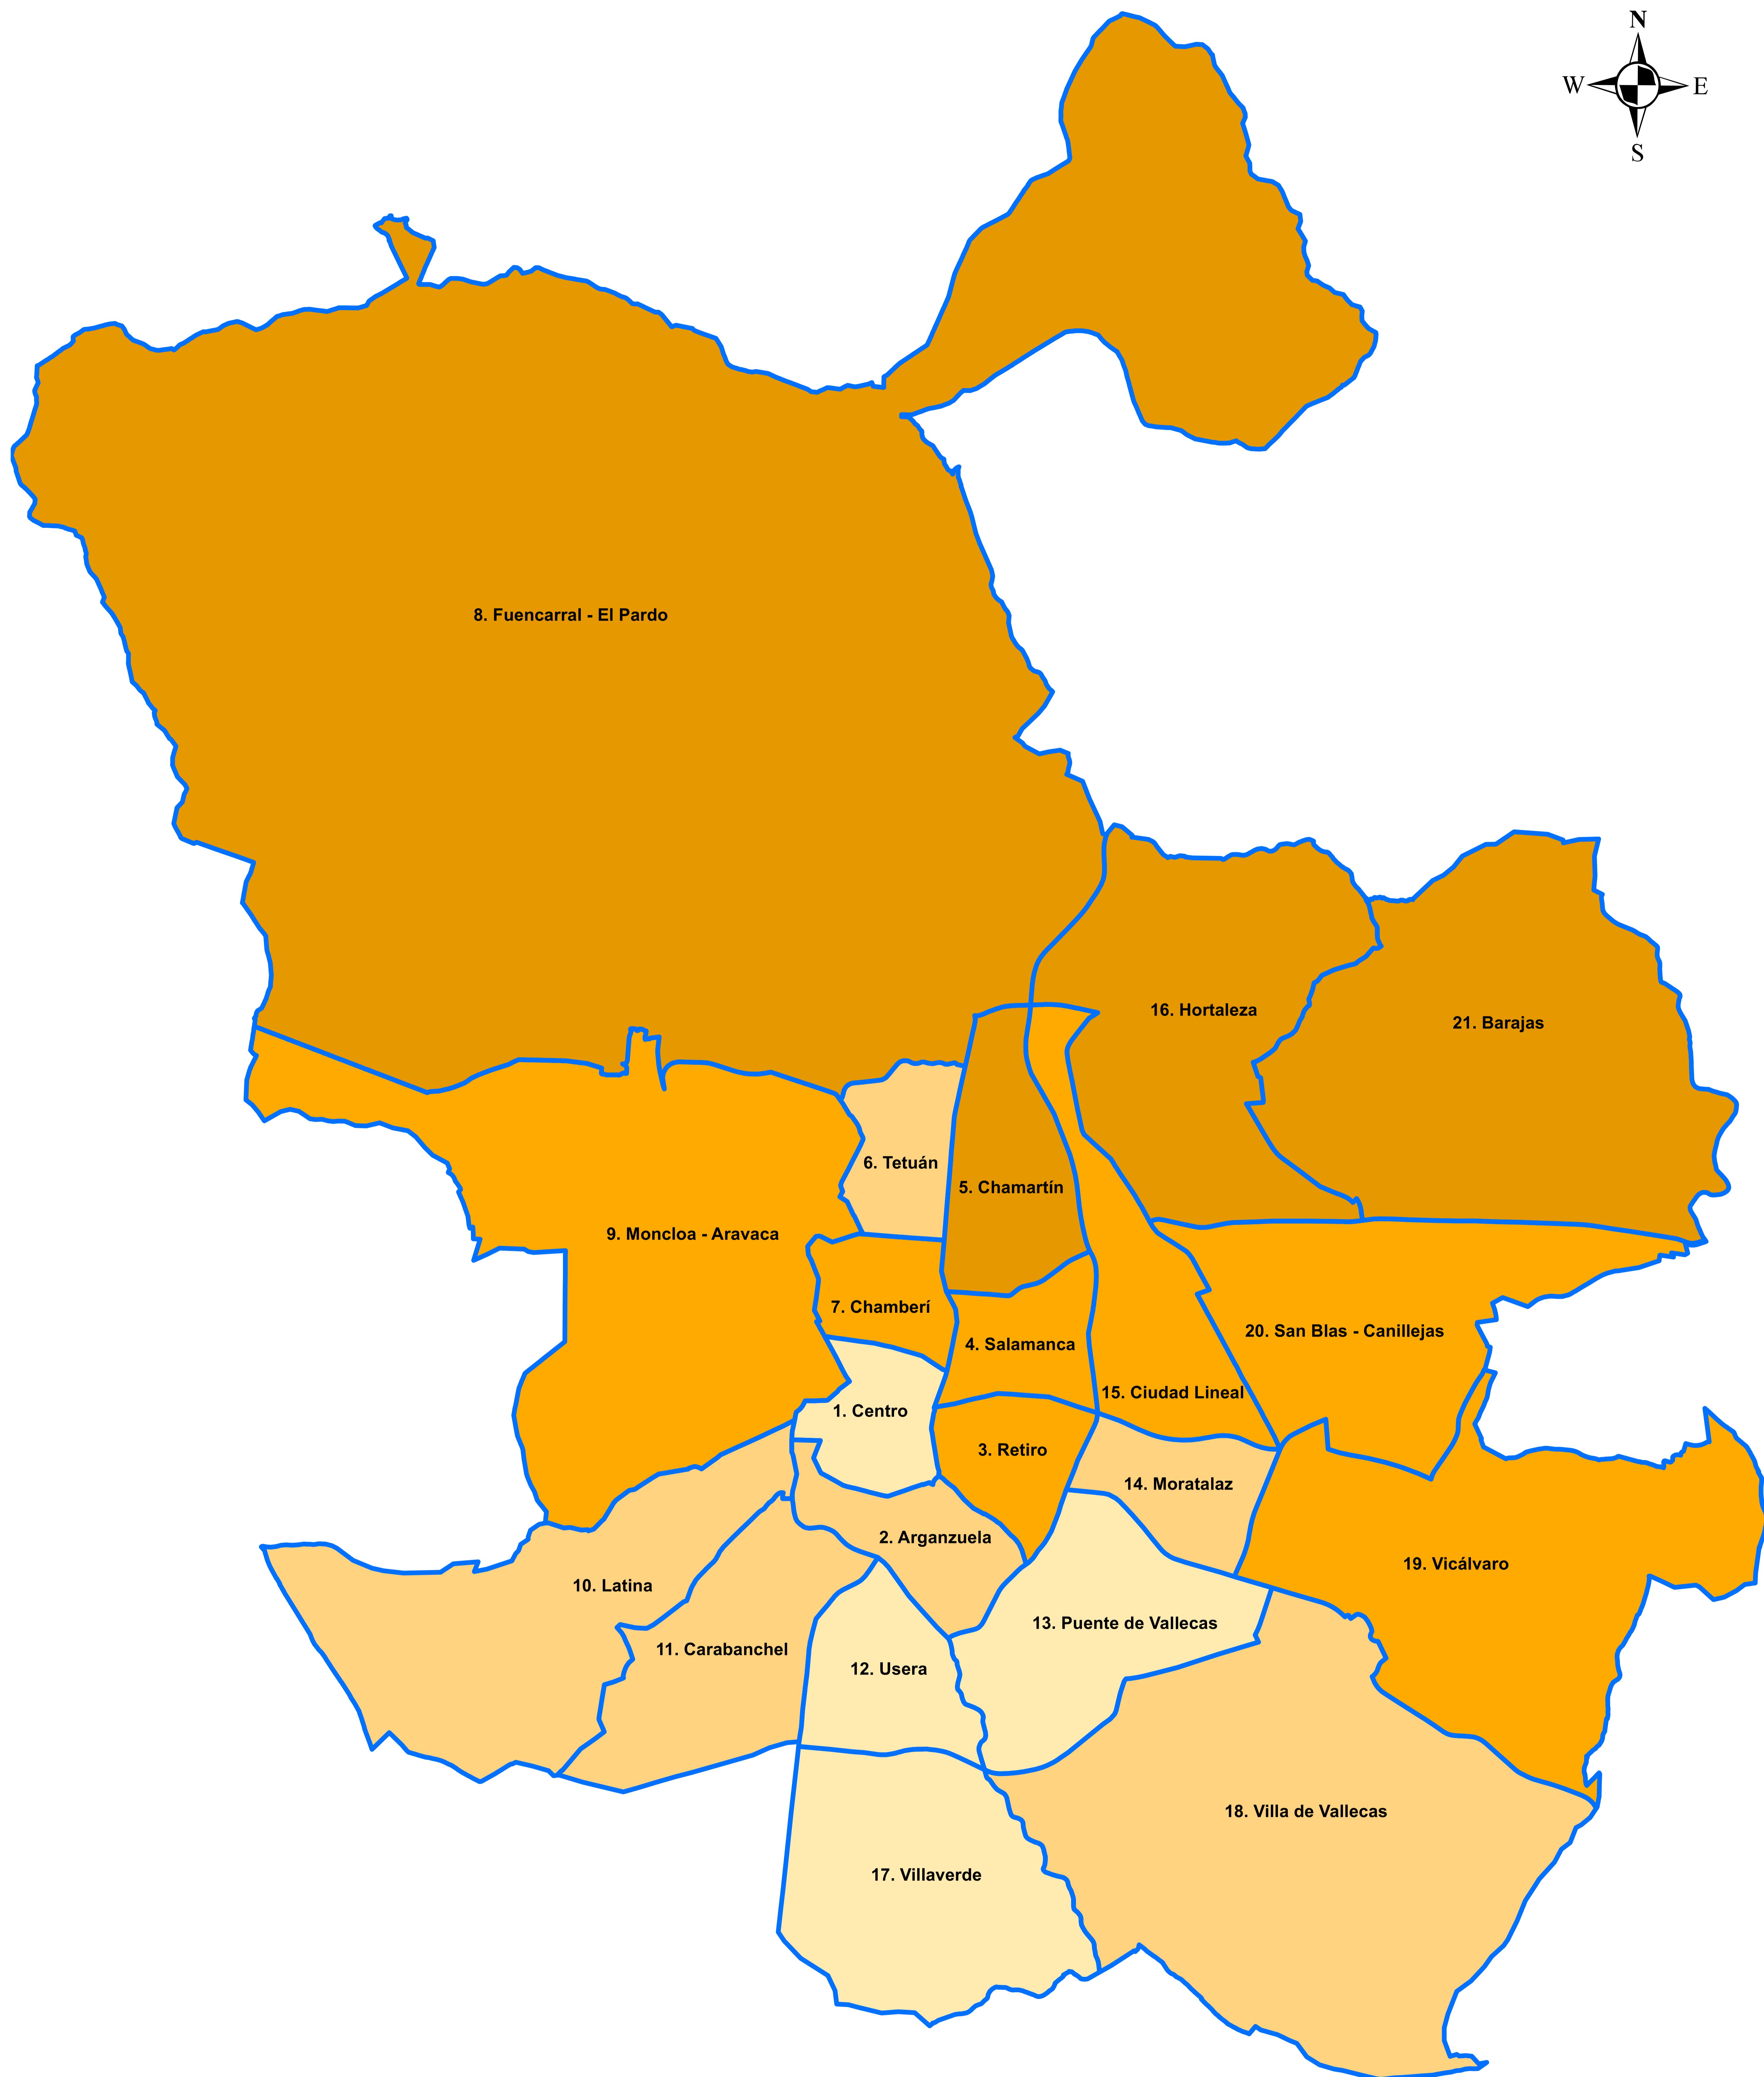 N
W
E
S
8. Fuencarral - El Pardo
16. Hortaleza
21. Barajas
6. Tetuán
5. Chamartín
9. Moncloa - Aravaca
7. Chamberí
20. San Blas - Canillejas
4. Salamanca
15. Ciudad Lineal
1. Centro
3. Retiro
14. Moratalaz
2. Arganzuela
19. Vicálvaro
10. Latina
13. Puente de Vallecas
11. Carabanchel
12. Usera
18. Villa de Vallecas
17. Villaverde